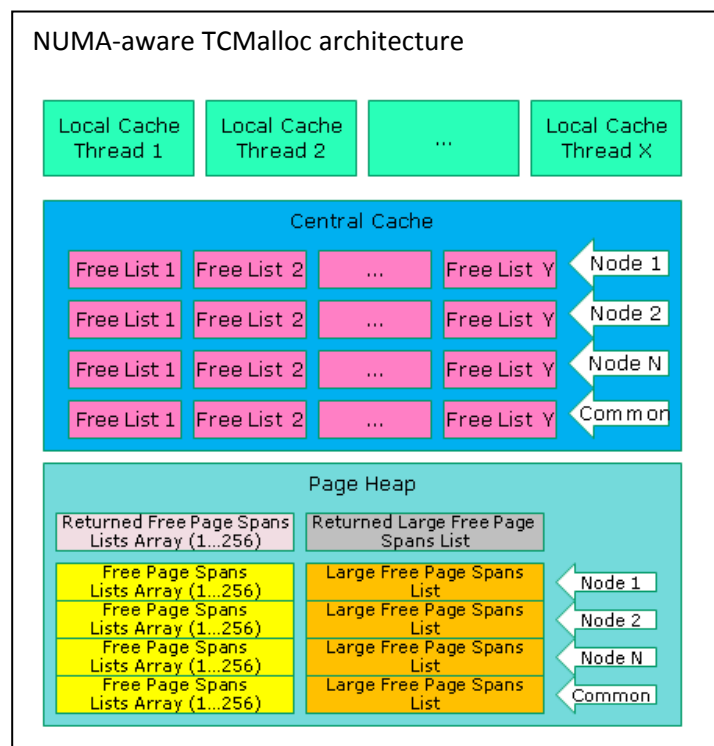 NUMA-aware TCMalloc architecture
Local Cache
Thread 1
Local Cache
Thread 2
...
Local Cache
Thread X
Central Cache
Free List 1
Free List 2
...
Free List Y
Node 1
Free List 1
Free List 2
...
Free List Y
Node 2
Free List 1
Free List 2
...
Free List Y
Node N
Free List 1
Free List 2
...
Free List Y
Common
Page Heap
Returned Free Page Spans
Lists Array (1...256)
Returned Large Free Page
Spans List
Free Page Spans
Lists Array (1...256)
Large Free Page Spans
List
Node 1
Free Page Spans
Lists Array (1...256)
Large Free Page Spans
List
Node 2
Free Page Spans
Lists Array (1...256)
Large Free Page Spans
List
Node N
Free Page Spans
Lists Array (1...256)
Large Free Page Spans
List
Common